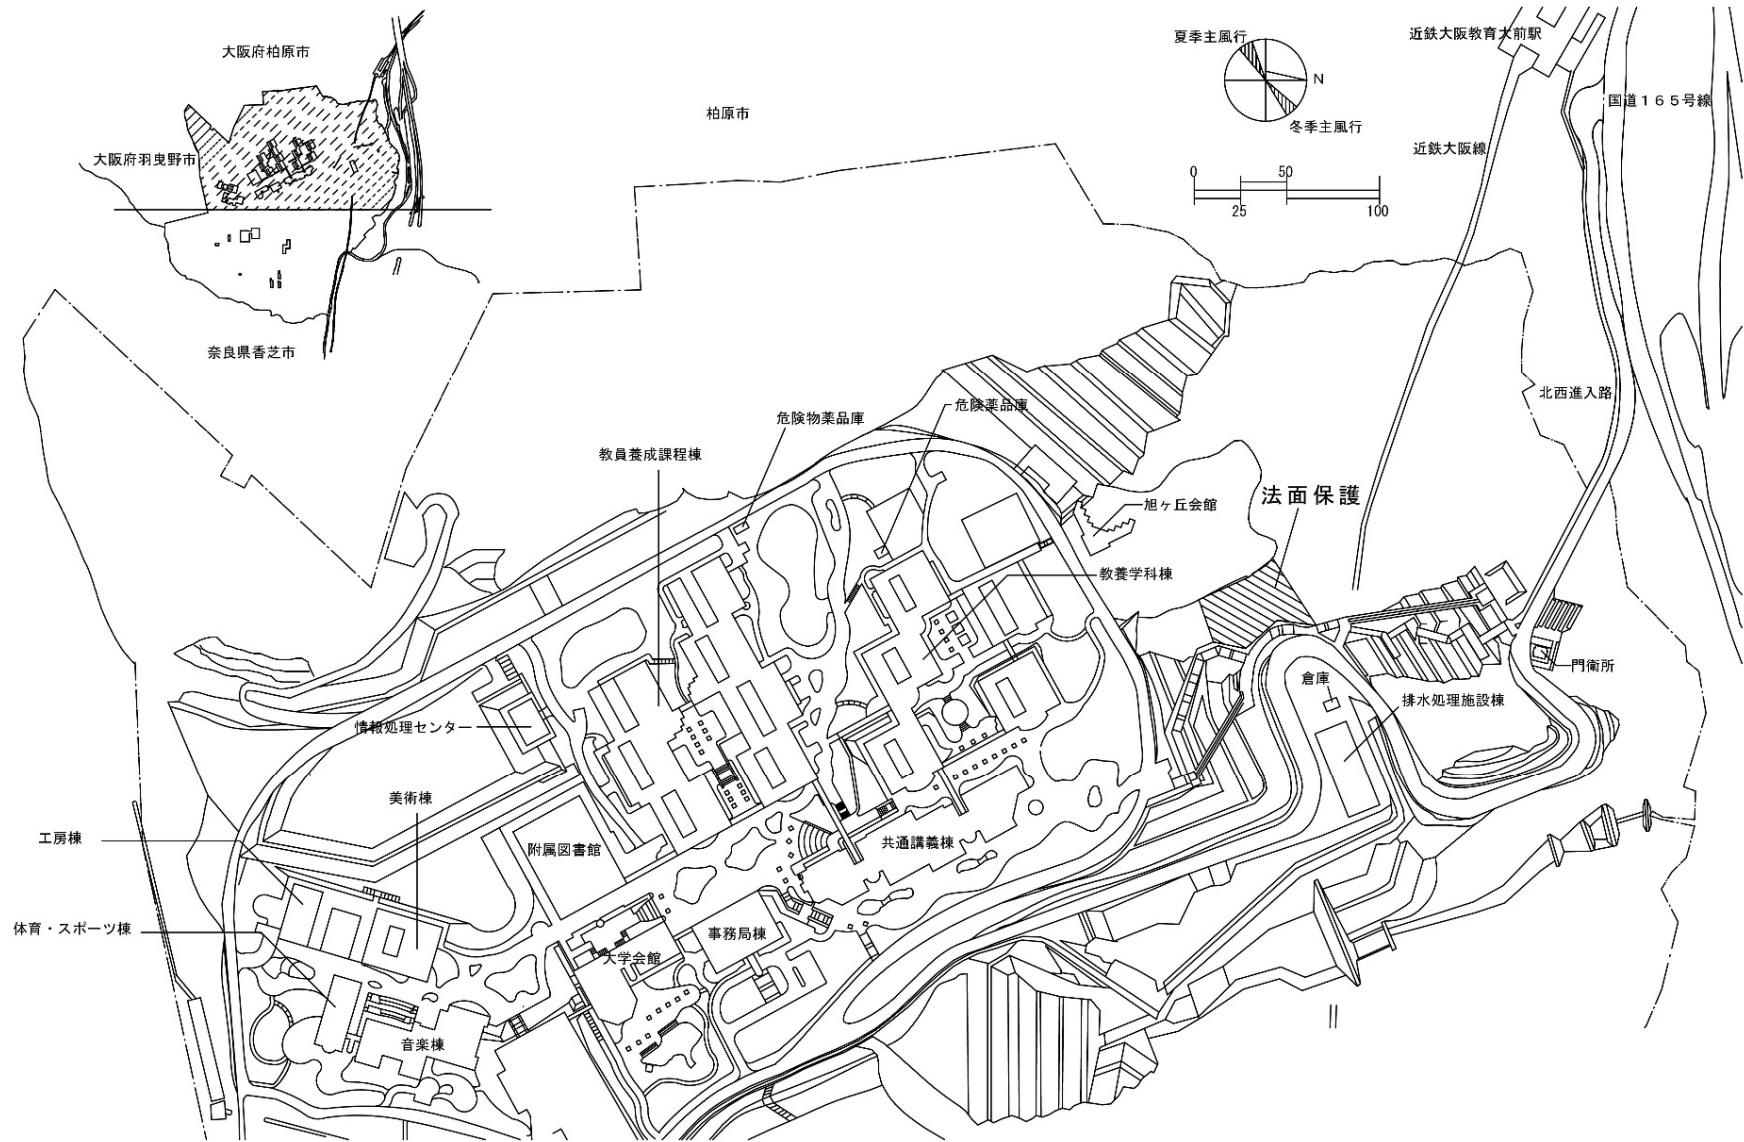 近鉄大阪教育大前駅
夏季主風行
大阪府柏原市
N
国道165号線
柏原市
冬季主風行
近鉄大阪線
大阪府羽曳野市
0
50
25
100
奈良県香芝市
北西進入路
危険薬品庫
危険物薬品庫
教員養成課程棟
法面保護
旭ヶ丘会館
教養学科棟
門衛所
倉庫
排水処理施設棟
情報処理センター
美術棟
工房棟
共通講義棟
附属図書館
体育・スポーツ棟
事務局棟
大学会館
音楽棟